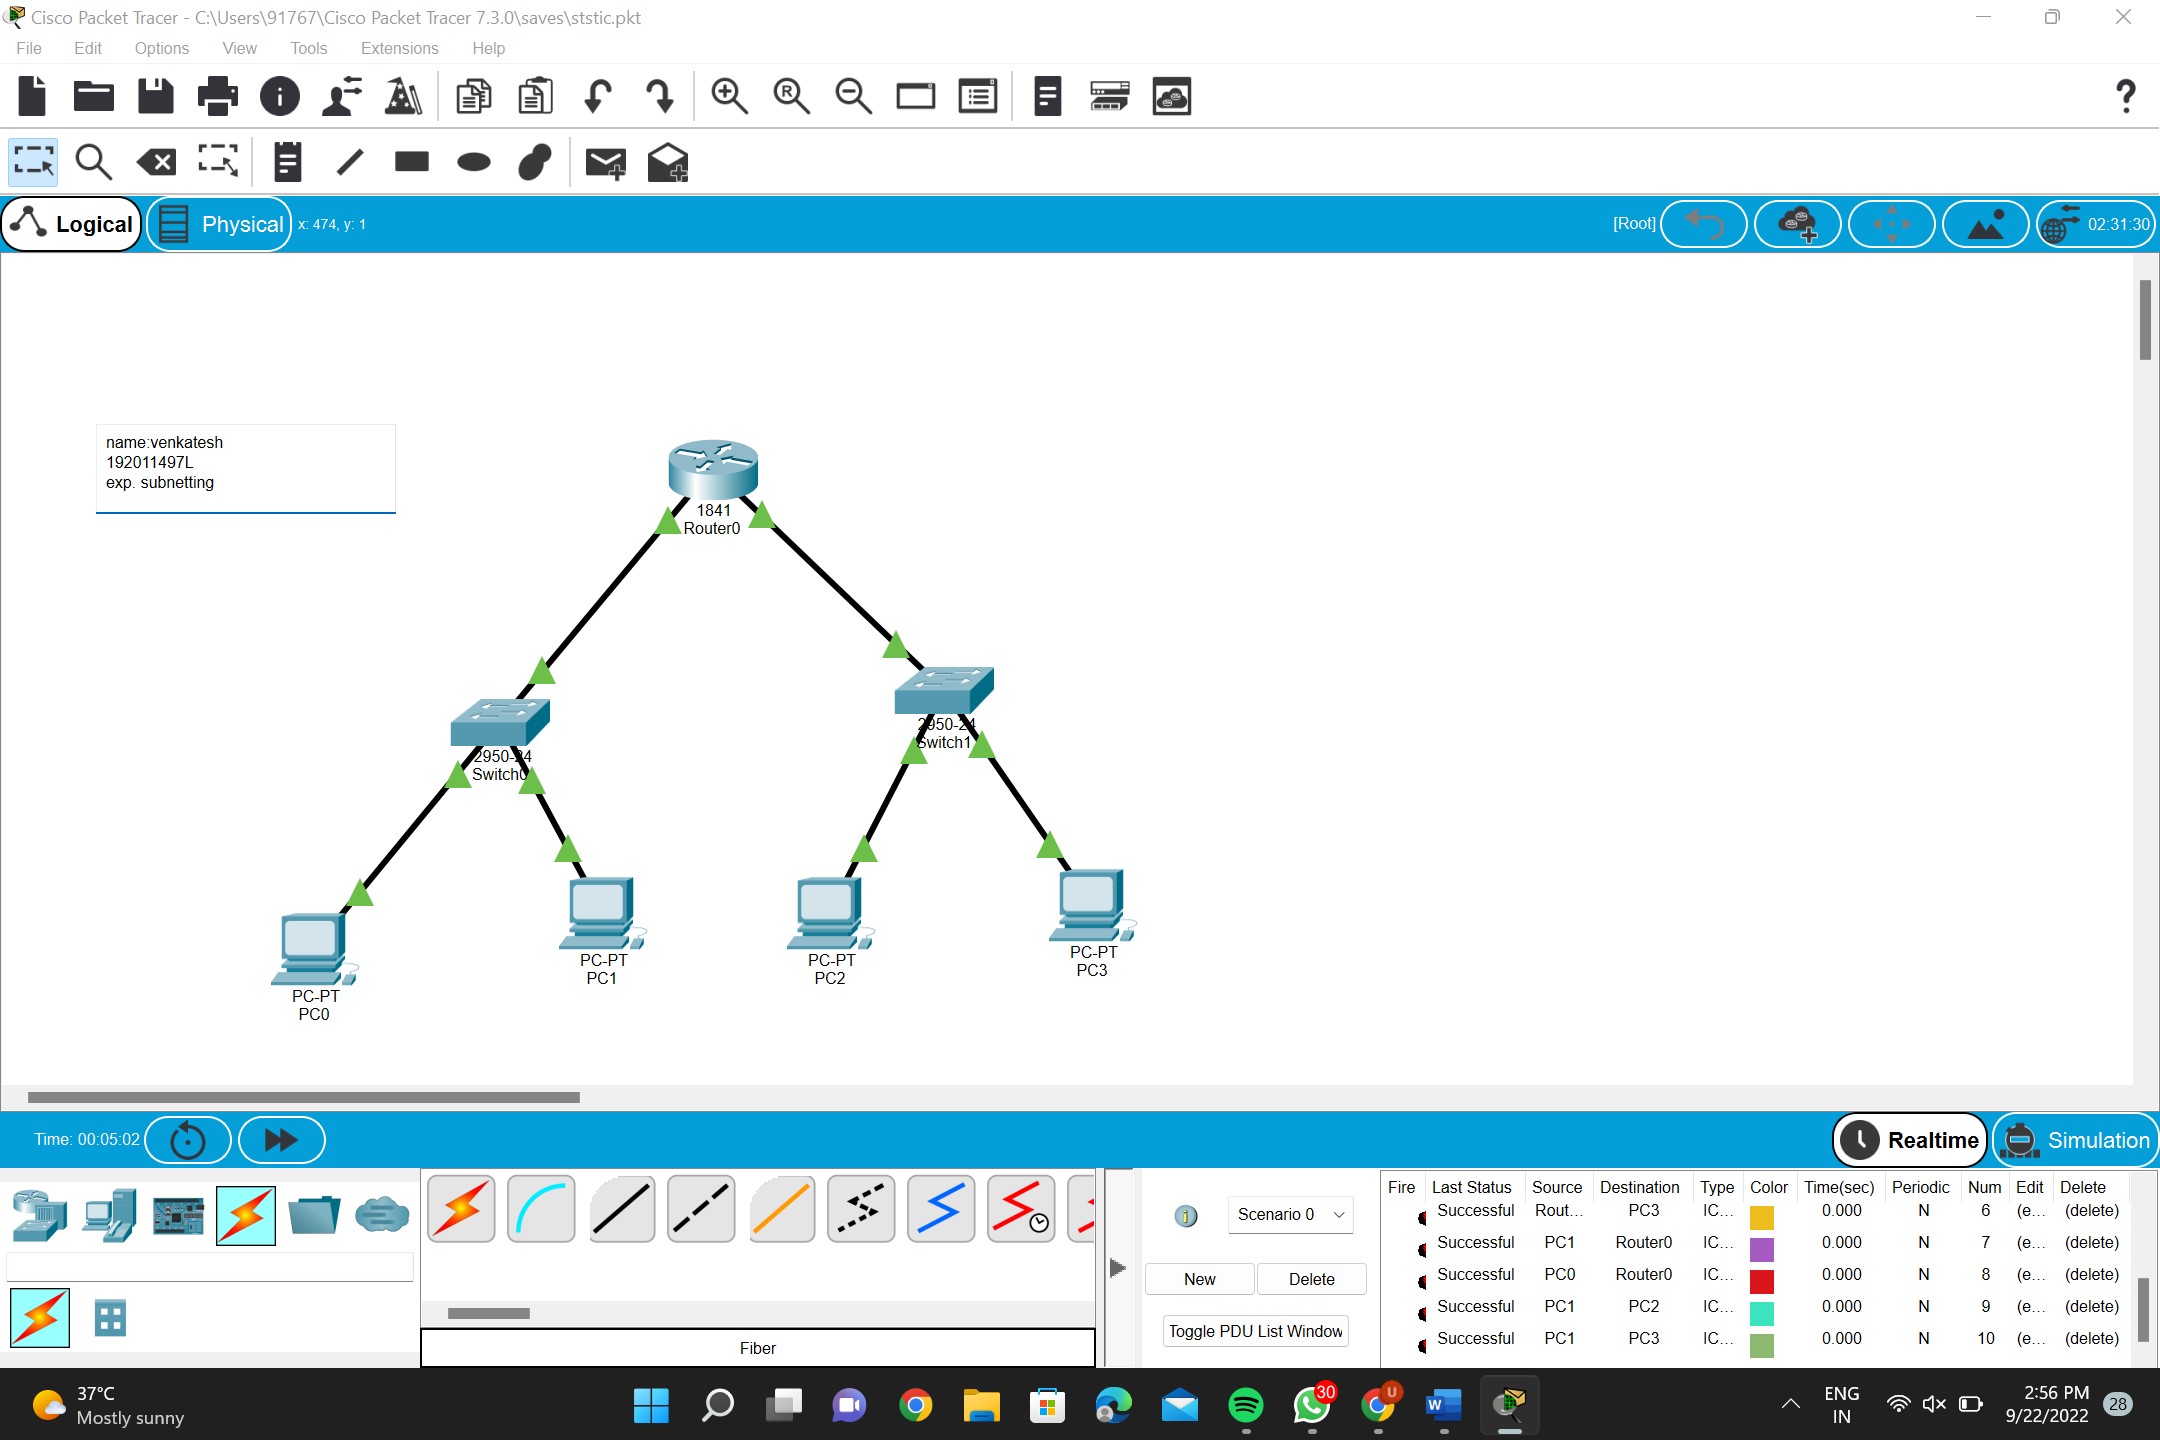 Cisco Packet Tracer - C:\Users\91767\Cisco Packet Tracer 7.3.0\saves\ststic.pkt
File Edit Options View Tools Extensions Help
Logical Physical x: 474, y: 1 [Root] 02:31:30
name:venkatesh
192011497L
exp. subnetting
1841
Router0
2950-24
Switch1
2950-24
Switch0
PC-PT
PC3
PC-PT
PC1
PC-PT
PC2
PC-PT
PC0
Time: 00:05:02 Realtime Simulation
Fire Last Status Source Destination Type Color Time(sec) Periodic Num Edit Delete
Successful Rout... PC3 IC... 0.000 N 6 (e... (delete)
Successful PC1 Router0 IC... 0.000 N 7 (e... (delete)
Successful PC0 Router0 IC... 0.000 N 8 (e... (delete)
Successful PC1 PC2 IC... 0.000 N 9 (e... (delete)
Successful PC1 PC3 IC... 0.000 N 10 (e... (delete)
Scenario 0
New Delete
Toggle PDU List Window
Fiber
37°C
Mostly sunny
30
U
W
ENG
IN
2:56 PM
9/22/2022
28